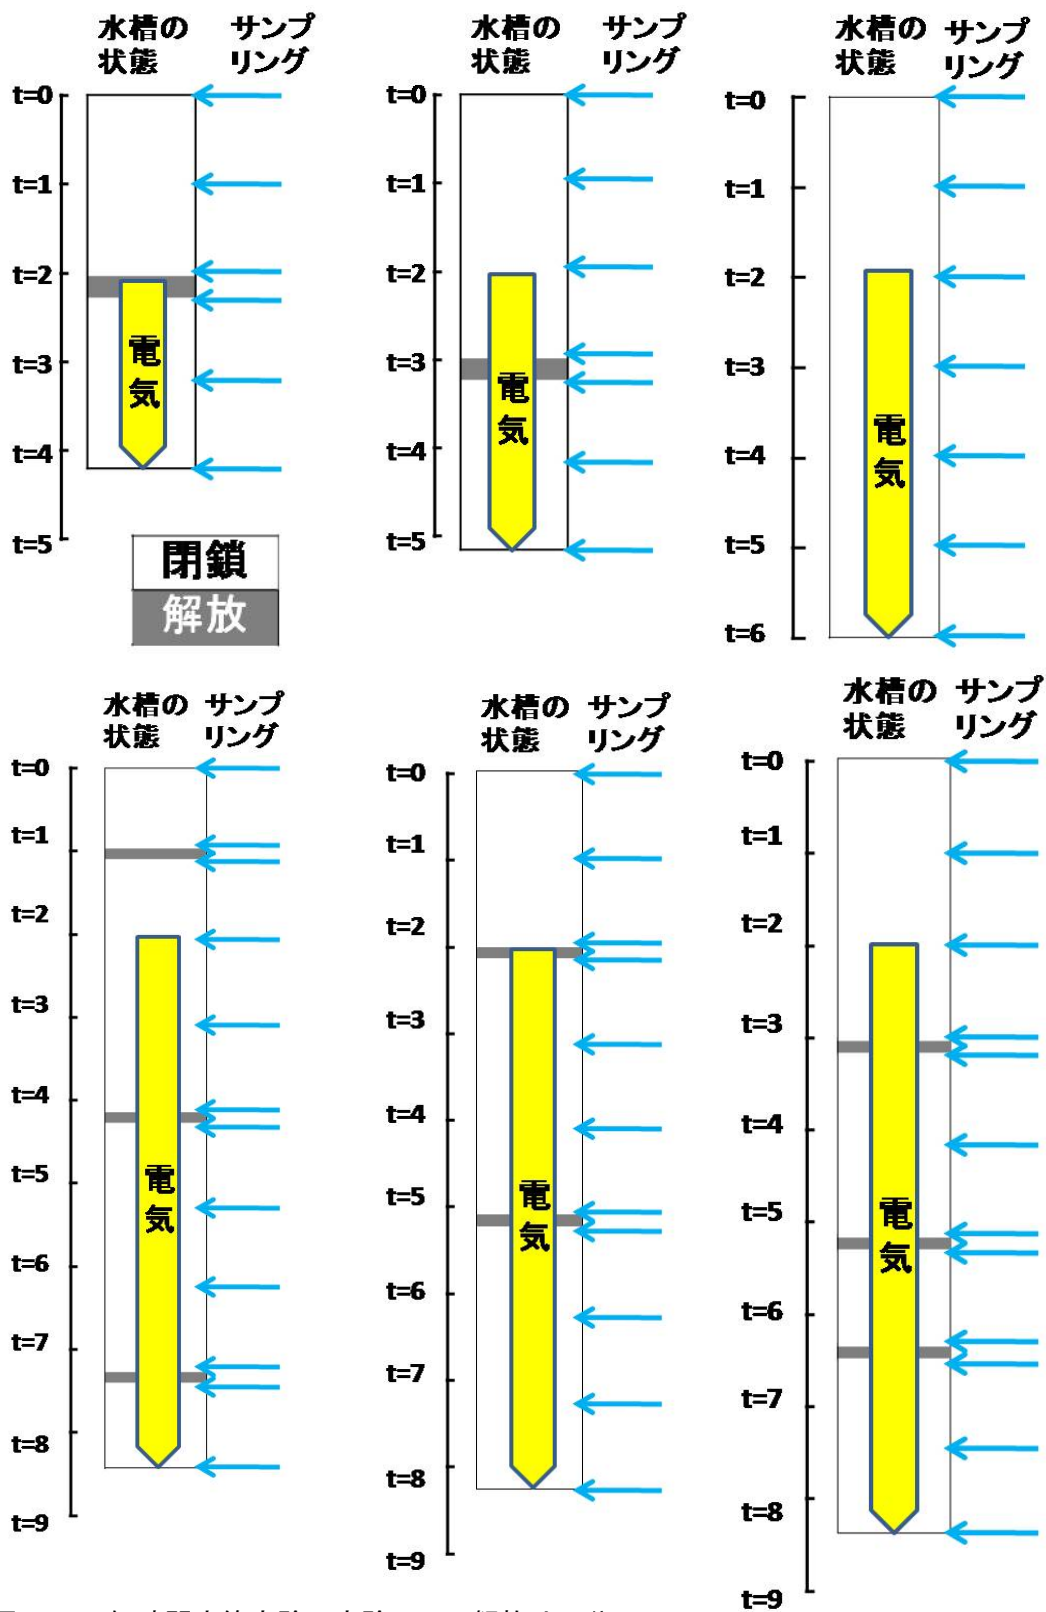 水槽の サンプ
状態 リング
t=0
t=1
t=2
t=3
t=4
t=5
電
気
閉鎖
解放
水槽の サンプ
状態 リング
t=0
t=1
t=2
t=3
t=4
t=5
電
気
水槽の サンプ
状態 リング
t=0
t=1
t=2
t=3
t=4
t=5
t=6
電
気
水槽の サンプ
状態 リング
t=0
t=1
t=2
t=3
t=4
t=5
t=6
t=7
t=8
t=9
電
気
水槽の サンプ
状態 リング
t=0
t=1
t=2
t=3
t=4
t=5
t=6
t=7
t=8
t=9
電
気
水槽の サンプ
状態 リング
t=0
t=1
t=2
t=3
t=4
t=5
t=6
t=7
t=8
t=9
電
気